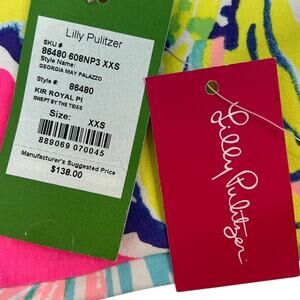 Lilly Pulitzer
SKU #
86480 608NP3 XXS
Style Name:
GEORGIA MAY PALAZZO
Style #:
86480
KIR ROYAL PI
SWEPT BY THE TIDES
Size:
XXS
889069 070045
Manufacturer's Suggested Price
$138.00
Lilly Pulitzer